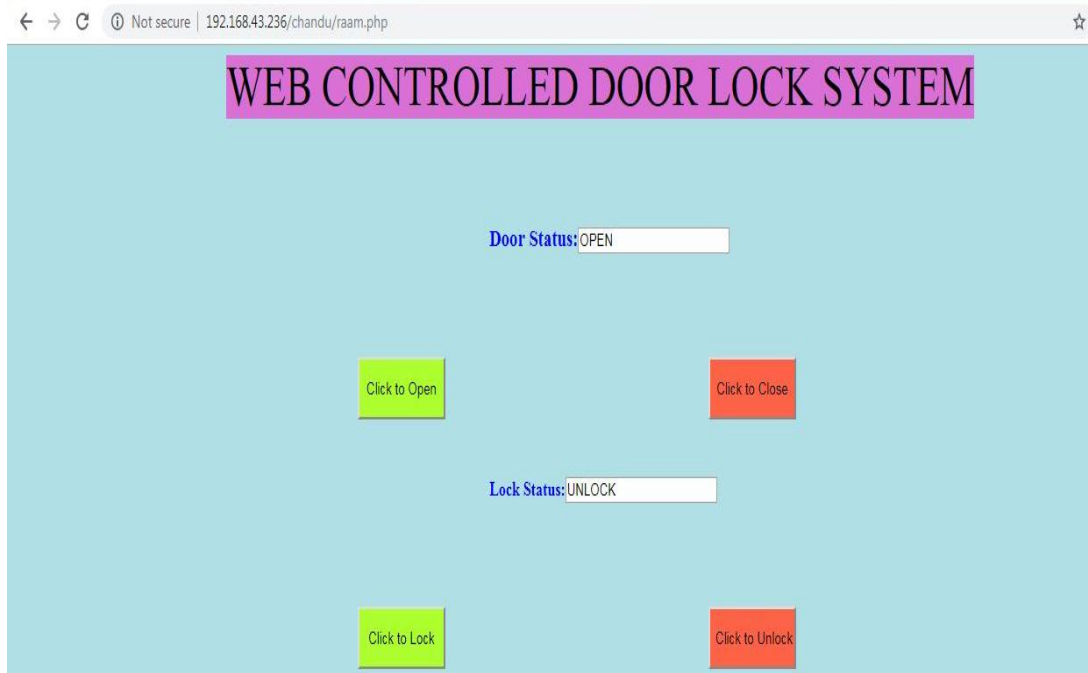 Not secure | 192.168.43.236/chandu/raam.php
WEB CONTROLLED DOOR LOCK SYSTEM
Door Status: OPEN
Click to Open Click to Close
Lock Status: UNLOCK
Click to Lock Click to Unlock